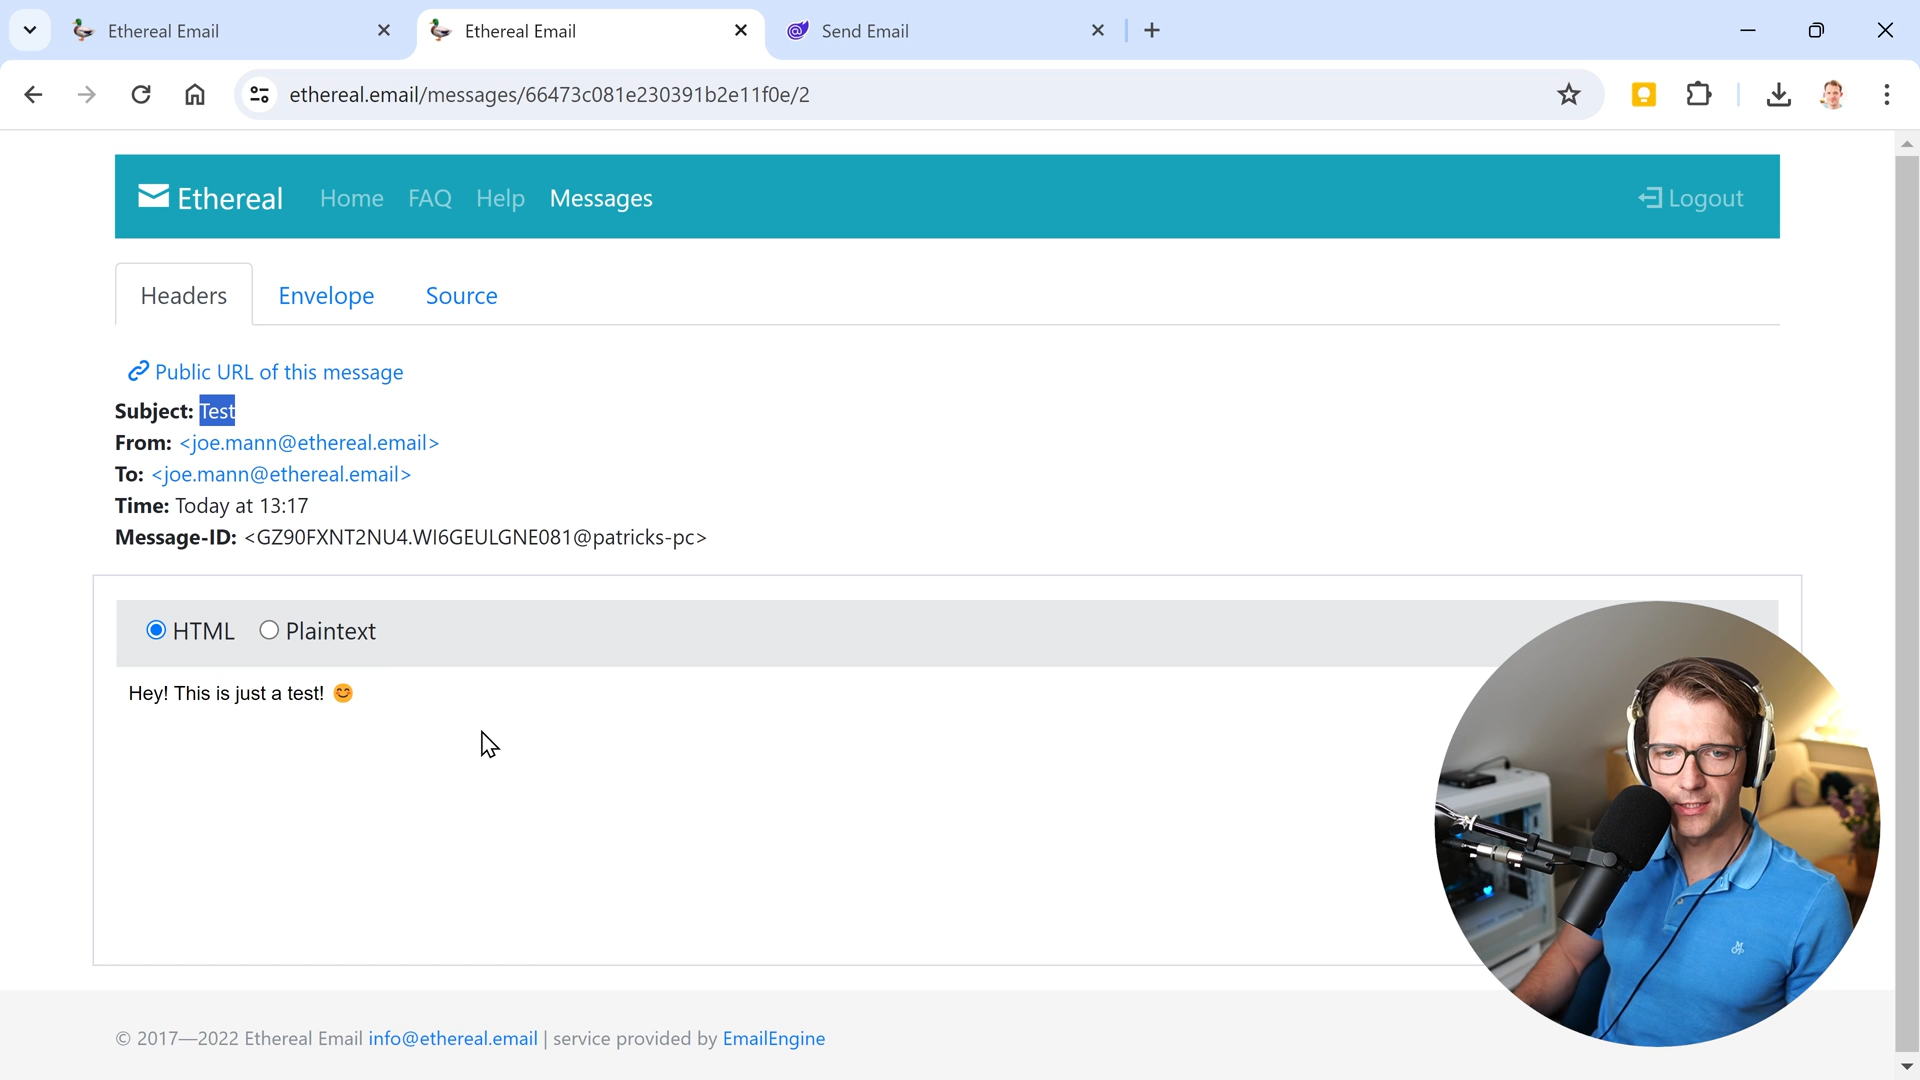 Ethereal Email
Ethereal Email
Send Email
ethereal.email/messages/66473c081e230391b2e11f0e/2
Ethereal Home FAQ Help Messages Logout
Headers Envelope Source
Public URL of this message
Subject: Test
From: <joe.mann@ethereal.email>
To: <joe.mann@ethereal.email>
Time: Today at 13:17
Message-ID: <GZ90FXNT2NU4.WI6GEULGNE081@patricks-pc>
HTML Plaintext
Hey! This is just a test! 😊
© 2017—2022 Ethereal Email info@ethereal.email | service provided by EmailEngine